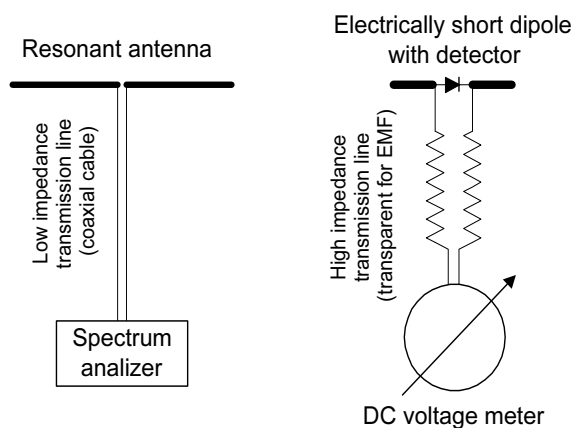 Resonant antenna
Low impedance
transmission line
(coaxial cable)
Spectrum
analizer
Electrically short dipole
with detector
High impedance
transmission line
(transparent for EMF)
DC voltage meter